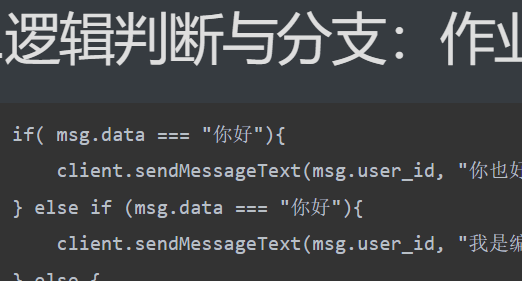 逻辑判断与分支：作业
if( msg.data === "你好"){
client.sendMessageText(msg.user_id, "你也好
} else if (msg.data === "你好"){
client.sendMessageText(msg.user_id, "我是编
} else {